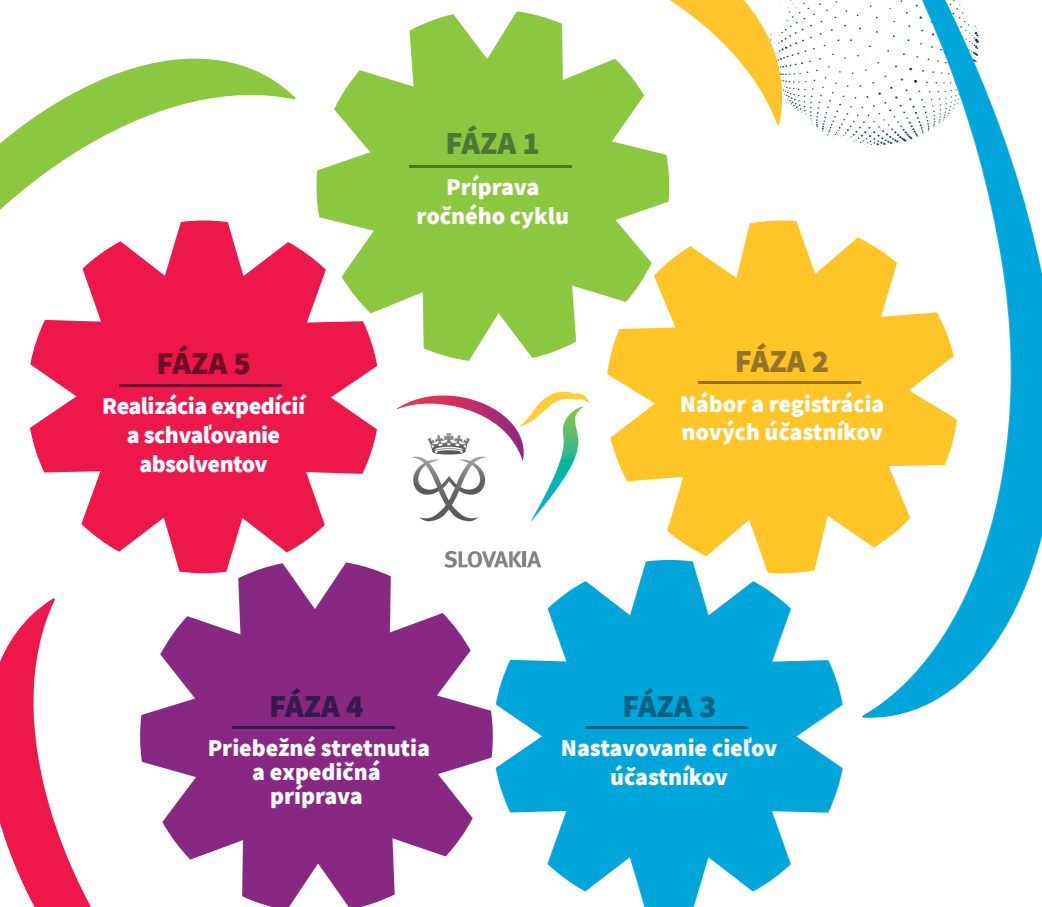 FÁZA 1
Príprava
ročného cyklu
FÁZA 2
Nábor a registrácia
nových účastníkov
FÁZA 3
Nastavovanie cieľov
účastníkov
FÁZA 4
Priebežné stretnutia
a expedičná
príprava
FÁZA 5
Realizácia expedícií
a schvaľovanie
absolventov
SLOVAKIA